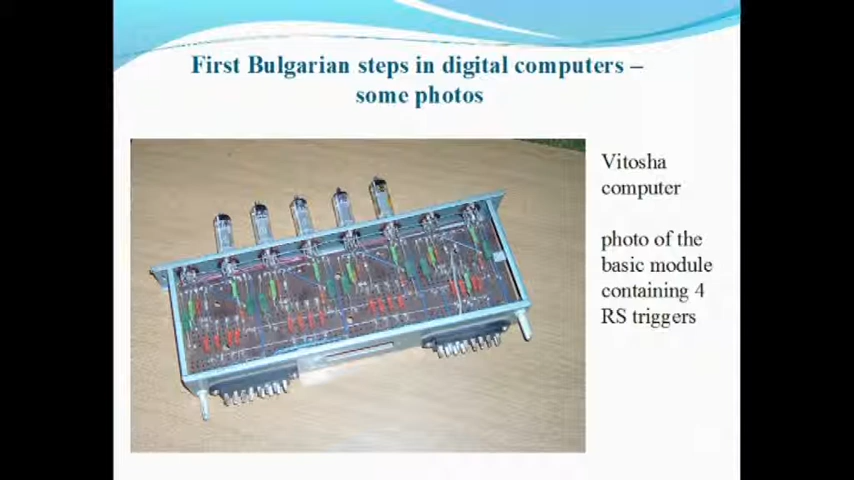 First Bulgarian steps in digital computers –
some photos
Vitosha
computer
photo of the
basic module
containing 4
RS triggers